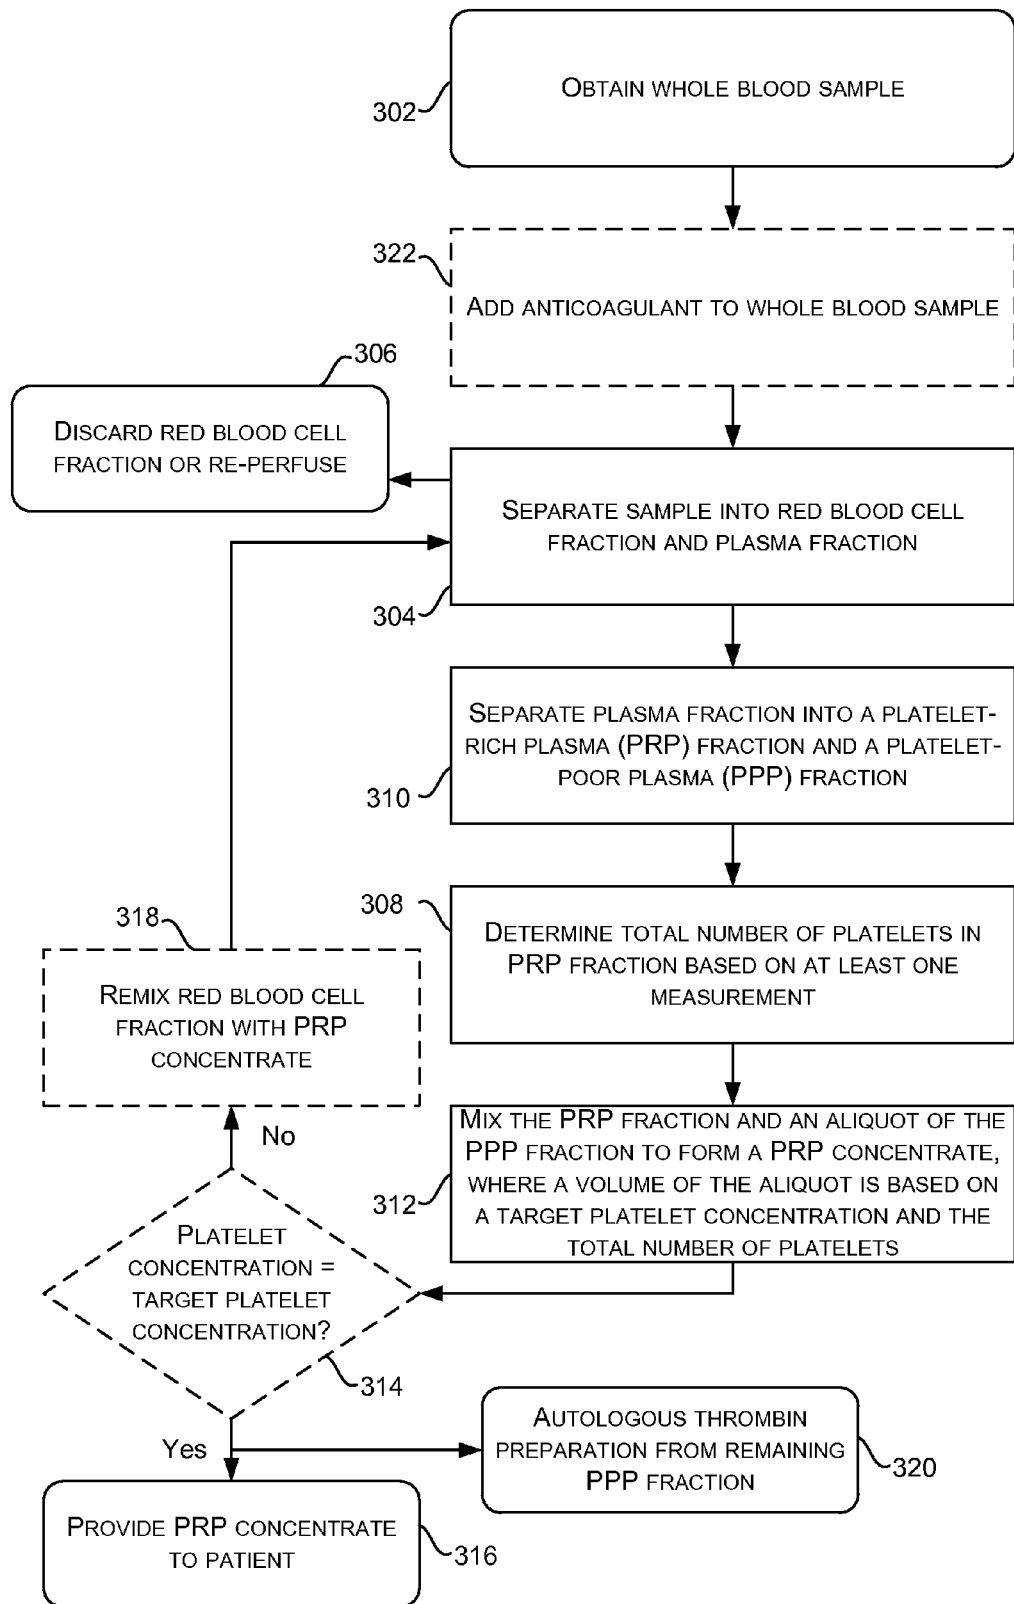 OBTAIN WHOLE BLOOD SAMPLE
302
322
ADD ANTICOAGULANT TO WHOLE BLOOD SAMPLE
306
DISCARD RED BLOOD CELL
FRACTION OR RE-PERFUSE
SEPARATE SAMPLE INTO RED BLOOD CELL
FRACTION AND PLASMA FRACTION
304
SEPARATE PLASMA FRACTION INTO A PLATELET-
RICH PLASMA (PRP) FRACTION AND A PLATELET-
POOR PLASMA (PPP) FRACTION
310
308
DETERMINE TOTAL NUMBER OF PLATELETS IN
PRP FRACTION BASED ON AT LEAST ONE
MEASUREMENT
318
REMIX RED BLOOD CELL
FRACTION WITH PRP
CONCENTRATE
No
MIX THE PRP FRACTION AND AN ALIQUOT OF THE
PPP FRACTION TO FORM A PRP CONCENTRATE,
WHERE A VOLUME OF THE ALIQUOT IS BASED ON
A TARGET PLATELET CONCENTRATION AND THE
TOTAL NUMBER OF PLATELETS
312
PLATELET
CONCENTRATION =
TARGET PLATELET
CONCENTRATION?
314
Yes
AUTOLOGOUS THROMBIN
PREPARATION FROM REMAINING
PPP FRACTION
320
PROVIDE PRP CONCENTRATE
TO PATIENT
316